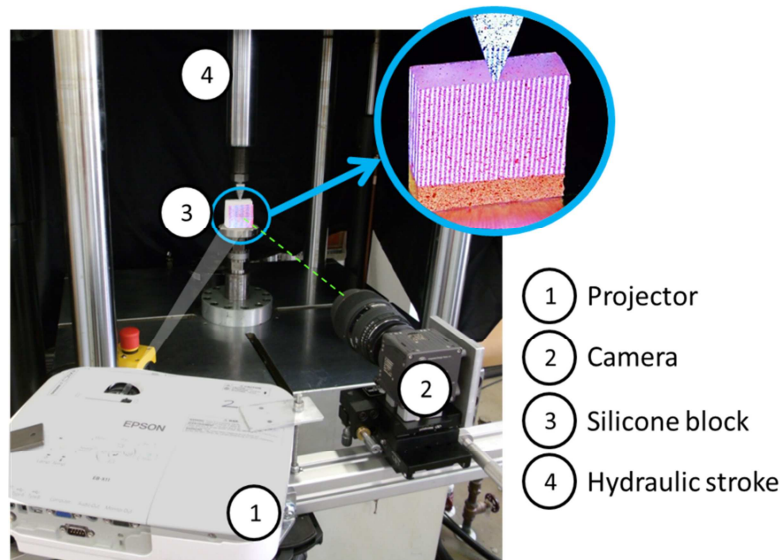 4
3
2
EPSON
1
1 Projector
2 Camera
3 Silicone block
4 Hydraulic stroke